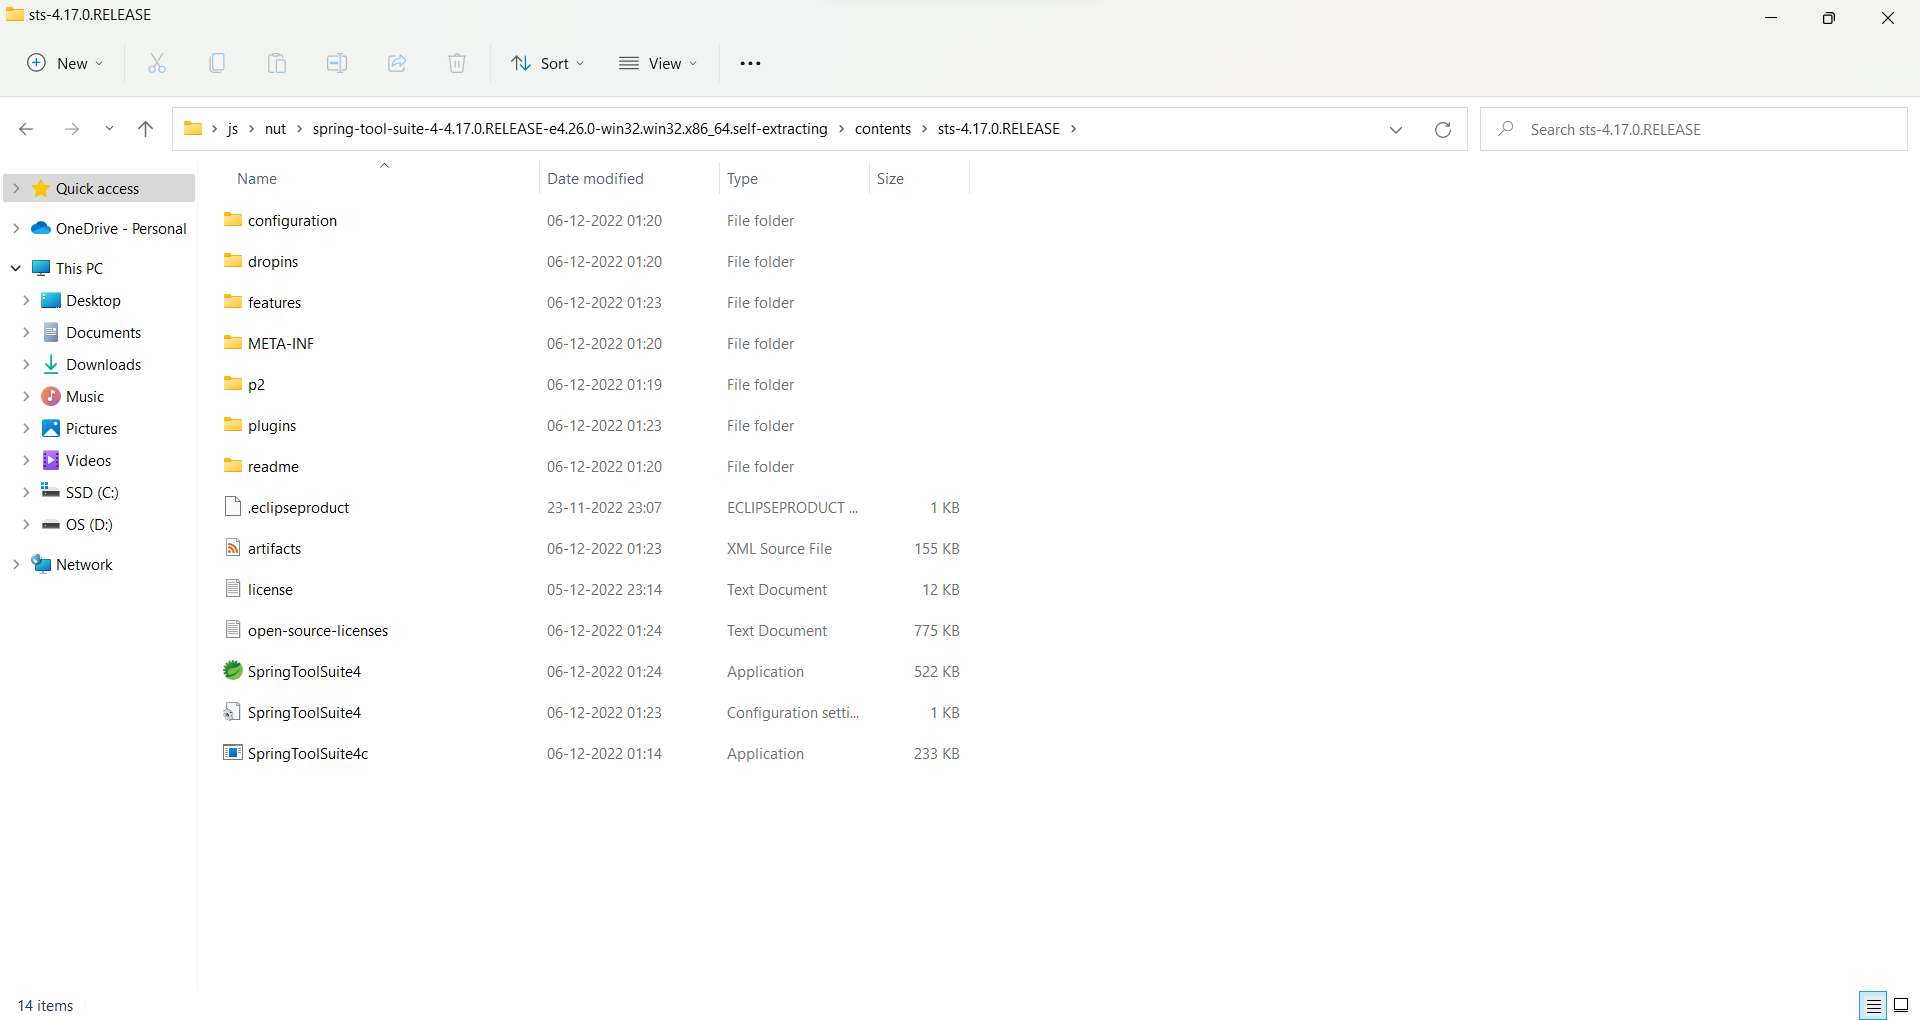 sts-4.17.0.RELEASE
New
Sort
View
js nut spring-tool-suite-4-4.17.0.RELEASE-e4.26.0-win32.win32.x86_64.self-extracting contents sts-4.17.0.RELEASE
Search sts-4.17.0.RELEASE
Quick access
OneDrive - Personal
This PC
Desktop
Documents
Downloads
Music
Pictures
Videos
SSD (C:)
OS (D:)
Network
Name Date modified Type Size
configuration 06-12-2022 01:20 File folder
dropins 06-12-2022 01:20 File folder
features 06-12-2022 01:23 File folder
META-INF 06-12-2022 01:20 File folder
p2 06-12-2022 01:19 File folder
plugins 06-12-2022 01:23 File folder
readme 06-12-2022 01:20 File folder
.eclipseproduct 23-11-2022 23:07 ECLIPSEPRODUCT ... 1 KB
artifacts 06-12-2022 01:23 XML Source File 155 KB
license 05-12-2022 23:14 Text Document 12 KB
open-source-licenses 06-12-2022 01:24 Text Document 775 KB
SpringToolSuite4 06-12-2022 01:24 Application 522 KB
SpringToolSuite4 06-12-2022 01:23 Configuration setti... 1 KB
SpringToolSuite4c 06-12-2022 01:14 Application 233 KB
14 items